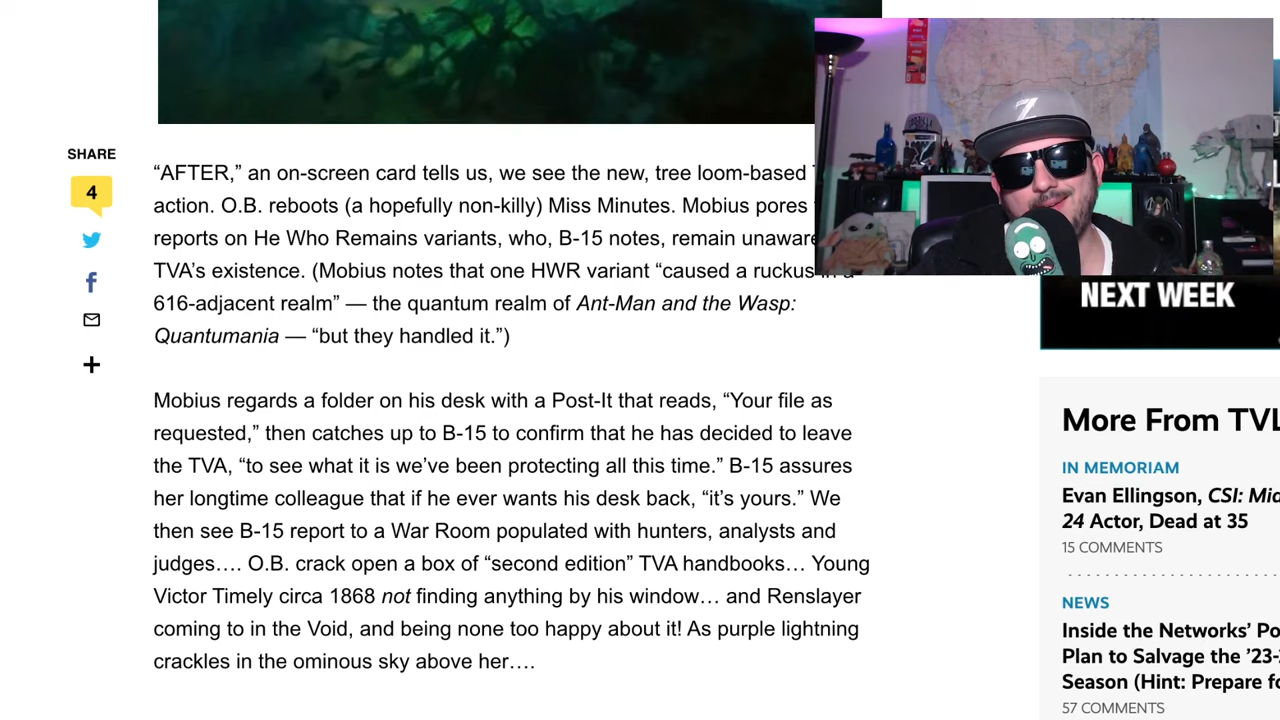 SHARE
4
“AFTER,” an on-screen card tells us, we see the new, tree loom-based
action. O.B. reboots (a hopefully non-killy) Miss Minutes. Mobius pores
reports on He Who Remains variants, who, B-15 notes, remain unaware
TVA’s existence. (Mobius notes that one HWR variant “caused a ruckus in a
616-adjacent realm” — the quantum realm of Ant-Man and the Wasp:
Quantumania — “but they handled it.”)
Mobius regards a folder on his desk with a Post-It that reads, “Your file as
requested,” then catches up to B-15 to confirm that he has decided to leave
the TVA, “to see what it is we’ve been protecting all this time.” B-15 assures
her longtime colleague that if he ever wants his desk back, “it’s yours.” We
then see B-15 report to a War Room populated with hunters, analysts and
judges…. O.B. crack open a box of “second edition” TVA handbooks… Young
Victor Timely circa 1868 not finding anything by his window… and Renslayer
coming to in the Void, and being none too happy about it! As purple lightning
crackles in the ominous sky above her….
NEXT WEEK
More From TVL
IN MEMORIAM
Evan Ellingson, CSI: Mia
24 Actor, Dead at 35
15 COMMENTS
NEWS
Inside the Networks’ Po
Plan to Salvage the ’23-
Season (Hint: Prepare fo
57 COMMENTS